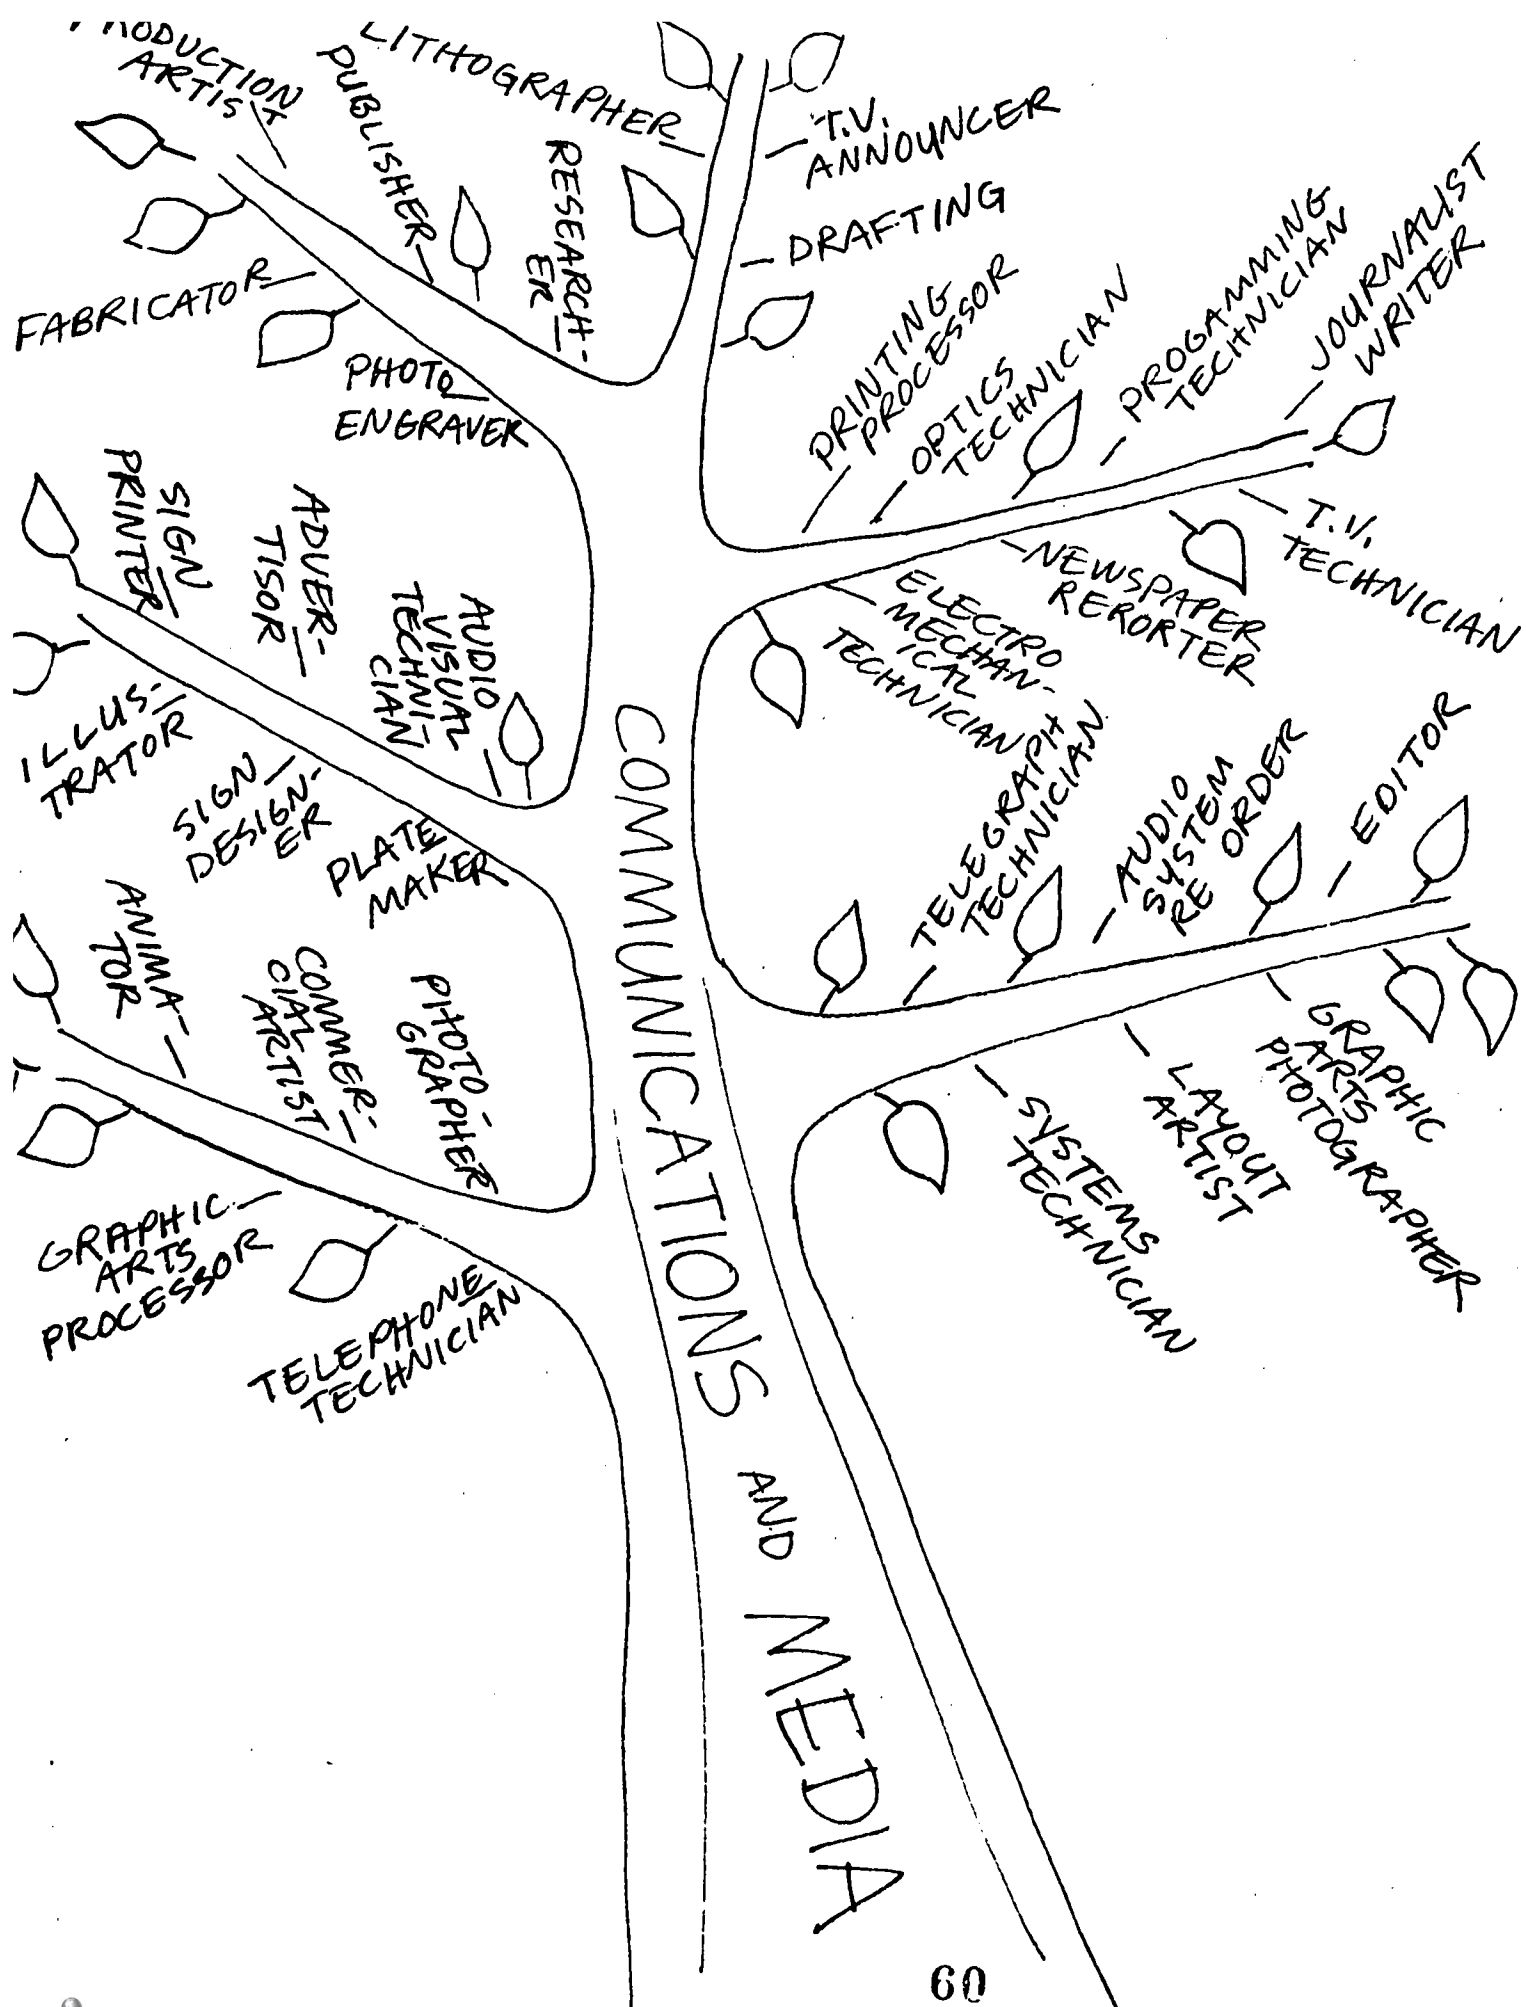 PRODUCTION
ARTIST
PUBLISHER
LITHOGRAPHER
RESEARCH-
ER
T.V.
ANNOUNCER
DRAFTING
FABRICATOR
PHOTO
ENGRAVER
PRINTING
PROCESSOR
OPTICS
TECHNICIAN
PROGAMMING
TECHNICIAN
JOURNALIST
WRITER
T.V.
TECHNICIAN
NEWSPAPER
RERORTER
ELECTRO
MECHAN-
ICAL
TECHNICIAN
SIGN
PRINTER
ADVER-
TISOR
AUDIO
VISUAL
TECHNI-
CIAN
ILLUS-
TRATOR
SIGN
DESIGN-
ER
PLATE
MAKER
TELEGRAPH
TECHNICIAN
AUDIO
SYSTEM
RE ORDER
EDITOR
ANIMA-
TOR
COMMER-
CIAL
ARTIST
PHOTO-
GRAPHER
GRAPHIC
ARTS
PHOTOGRAPHER
LAYOUT
ARTIST
SYSTEMS
TECHNICIAN
GRAPHIC
ARTS
PROCESSOR
TELEPHONE
TECHNICIAN
COMMUNICATIONS
AND
MEDIA
60